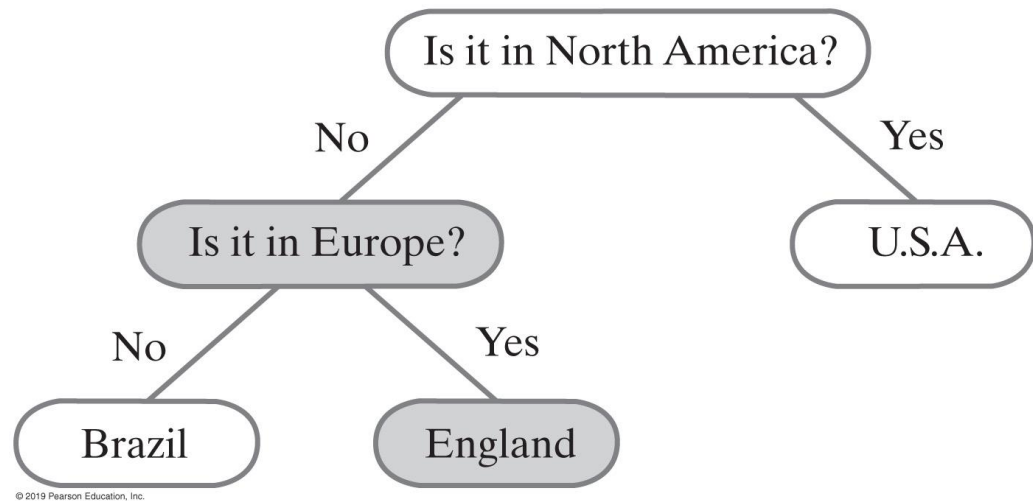 Is it in North America?
No
Yes
Is it in Europe?
U.S.A.
No
Yes
Brazil
England
© 2019 Pearson Education, Inc.